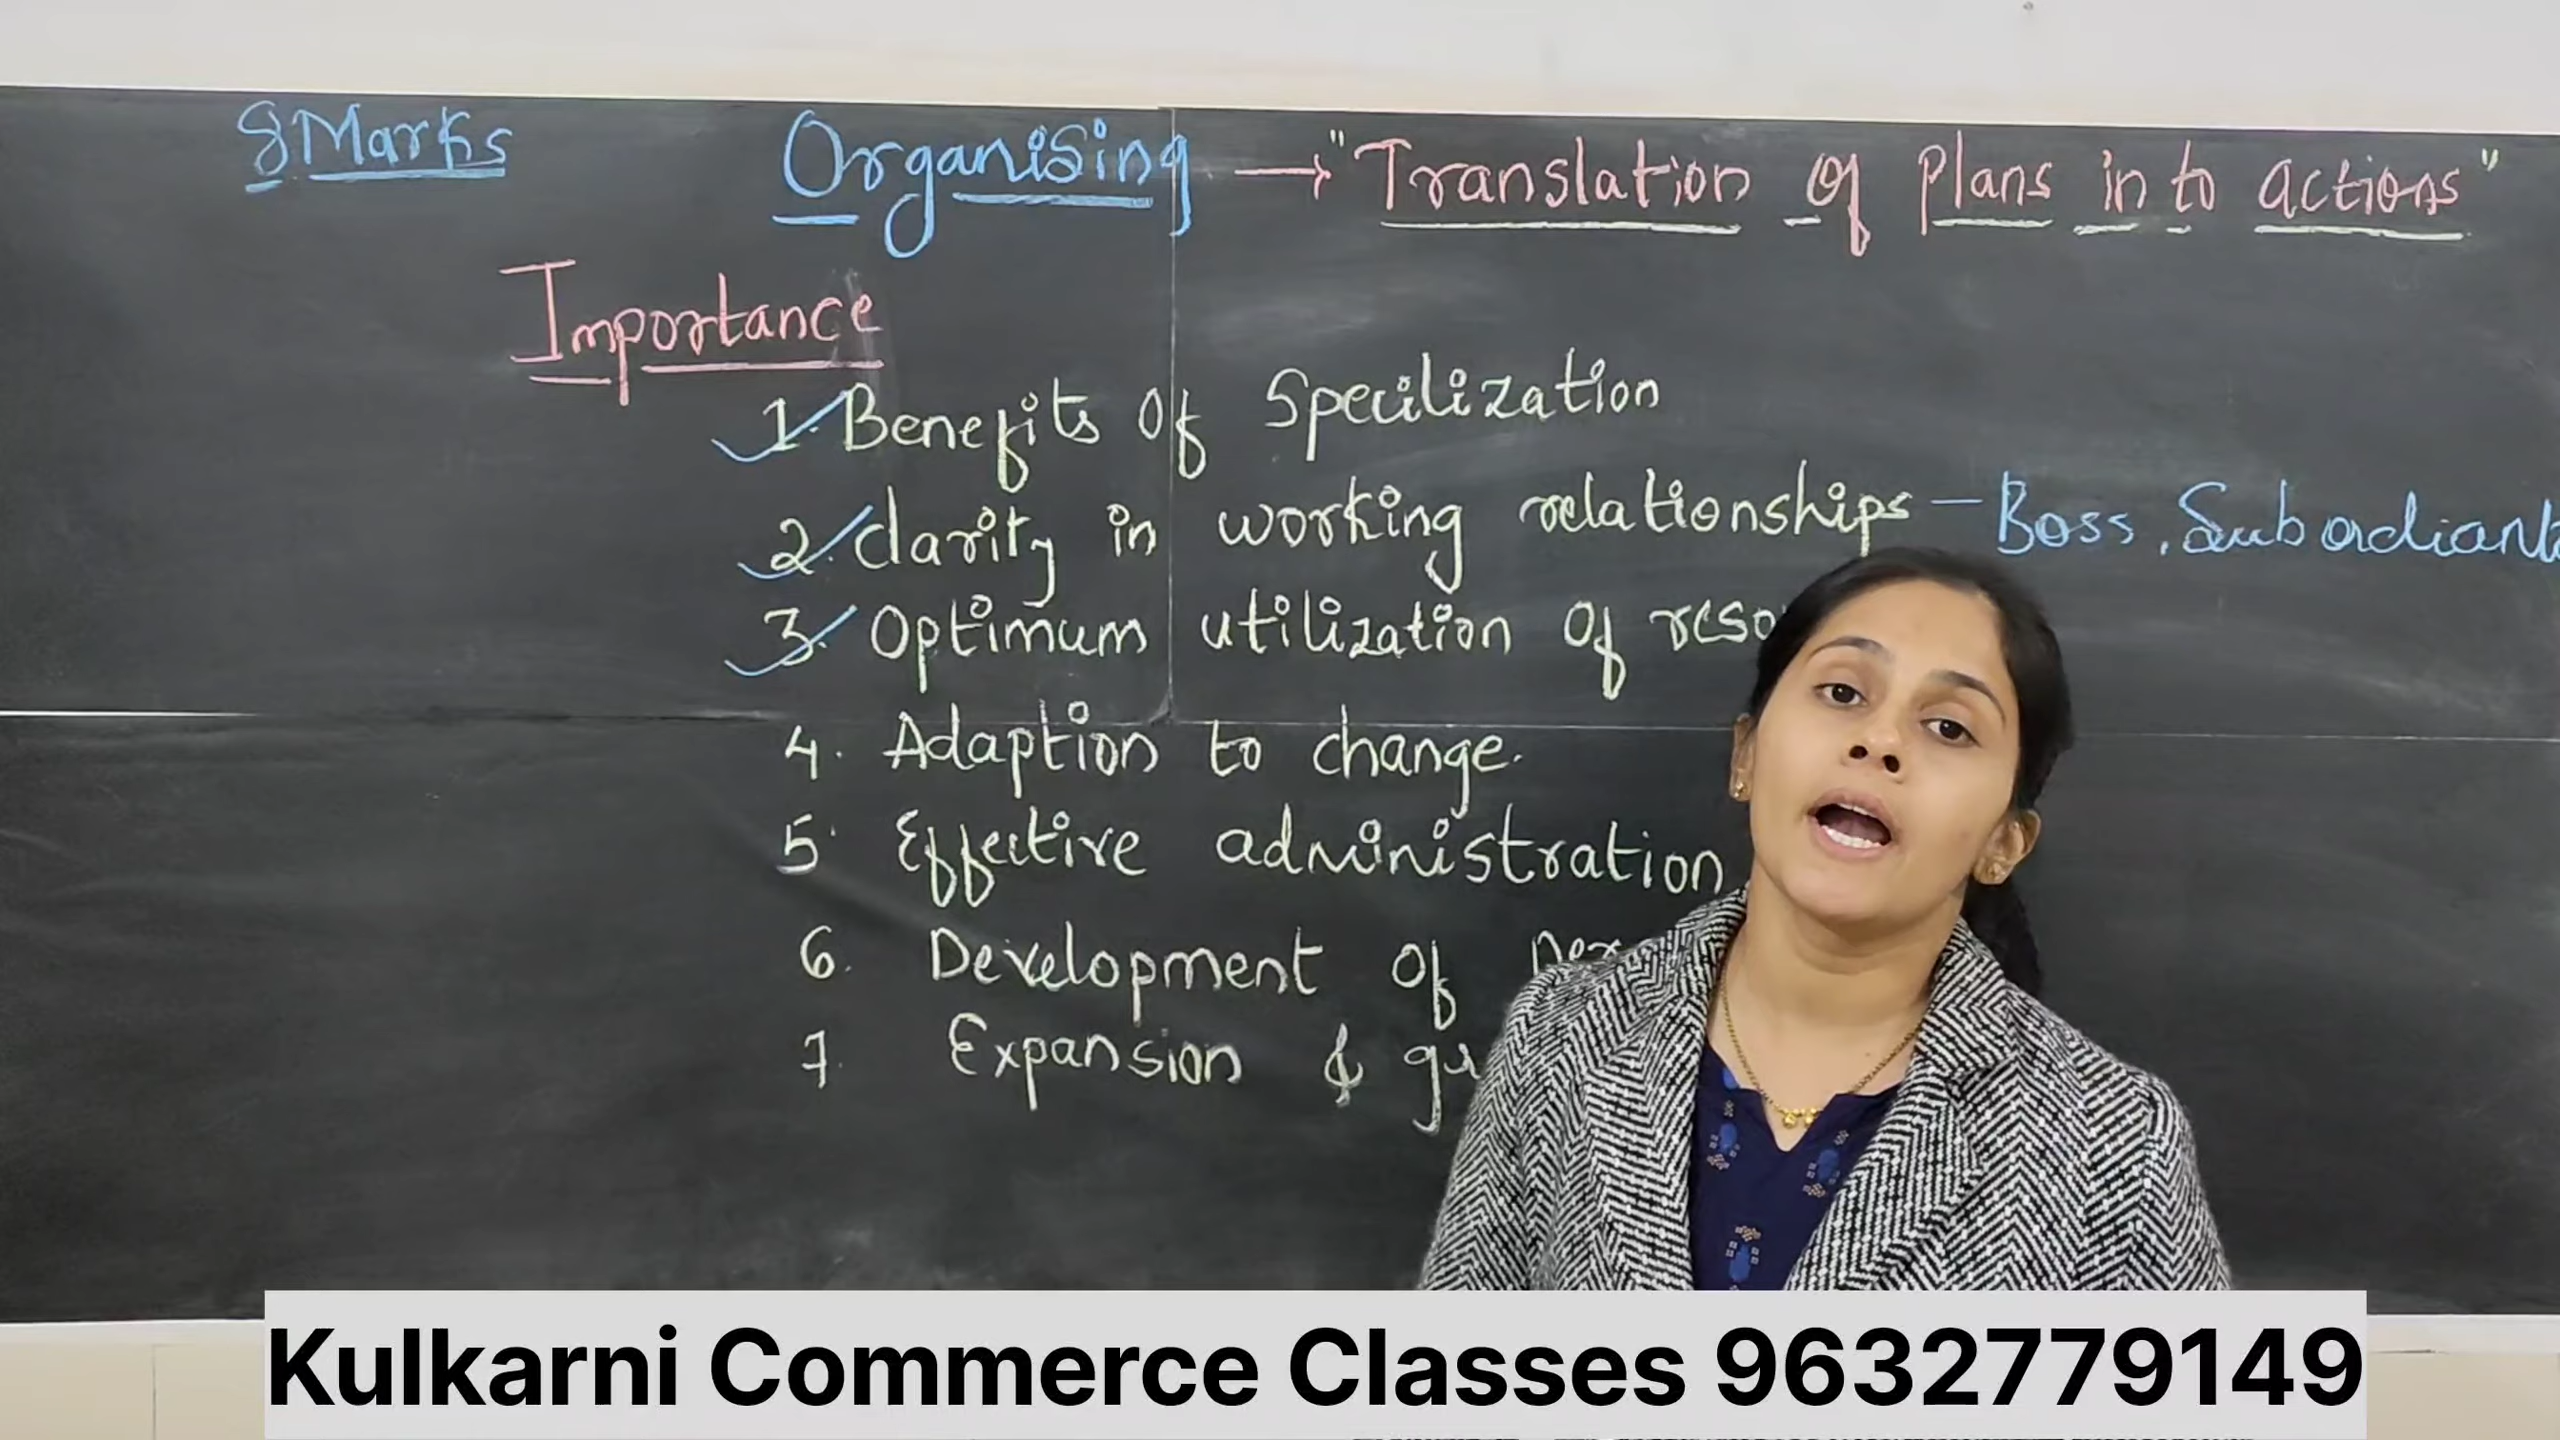 8 Marks
Organising → "Translation of Plans in to actions"
Importance
1. Benefits of Specilization
2. Clarity in working relationships – Boss, Subordiant
3. Optimum utilization of
4. Adaption to change.
5. Effective administration
6. Development of
7. Expansion &
Kulkarni Commerce Classes 9632779149